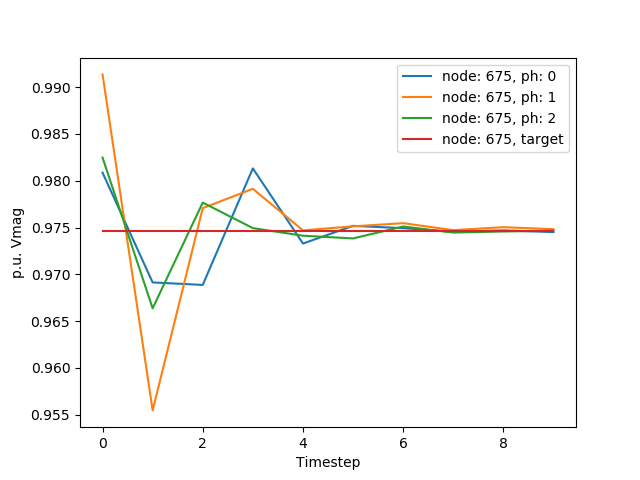 0.990
0.985
0.980
0.975
0.970
0.965
0.960
0.955
p.u. Vmag
0
2
4
6
8
Timestep
node: 675, ph: 0
node: 675, ph: 1
node: 675, ph: 2
node: 675, target